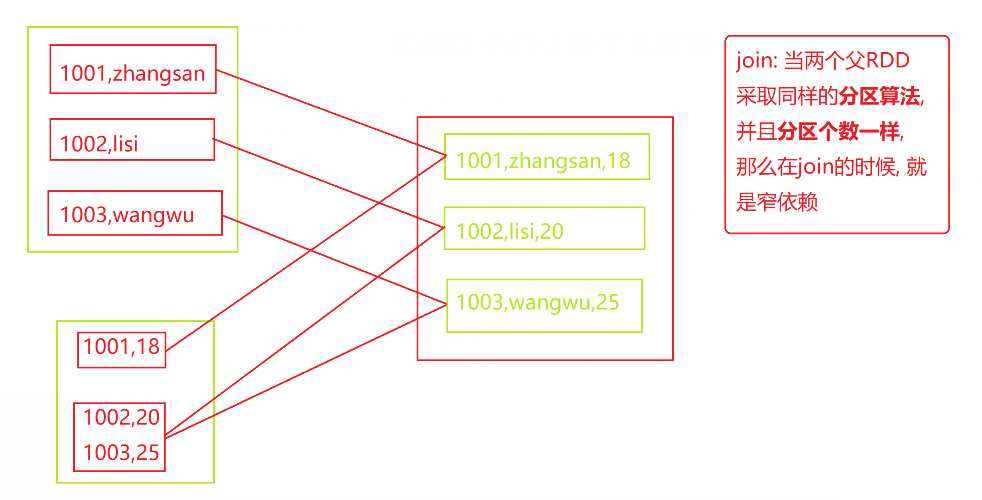 1001,zhangsan
1002,lisi
1003,wangwu
1001,18
1002,20
1003,25
1001,zhangsan,18
1002,lisi,20
1003,wangwu,25
join: 当两个父RDD
采取同样的分区算法,
并且分区个数一样,
那么在join的时候, 就
是窄依赖